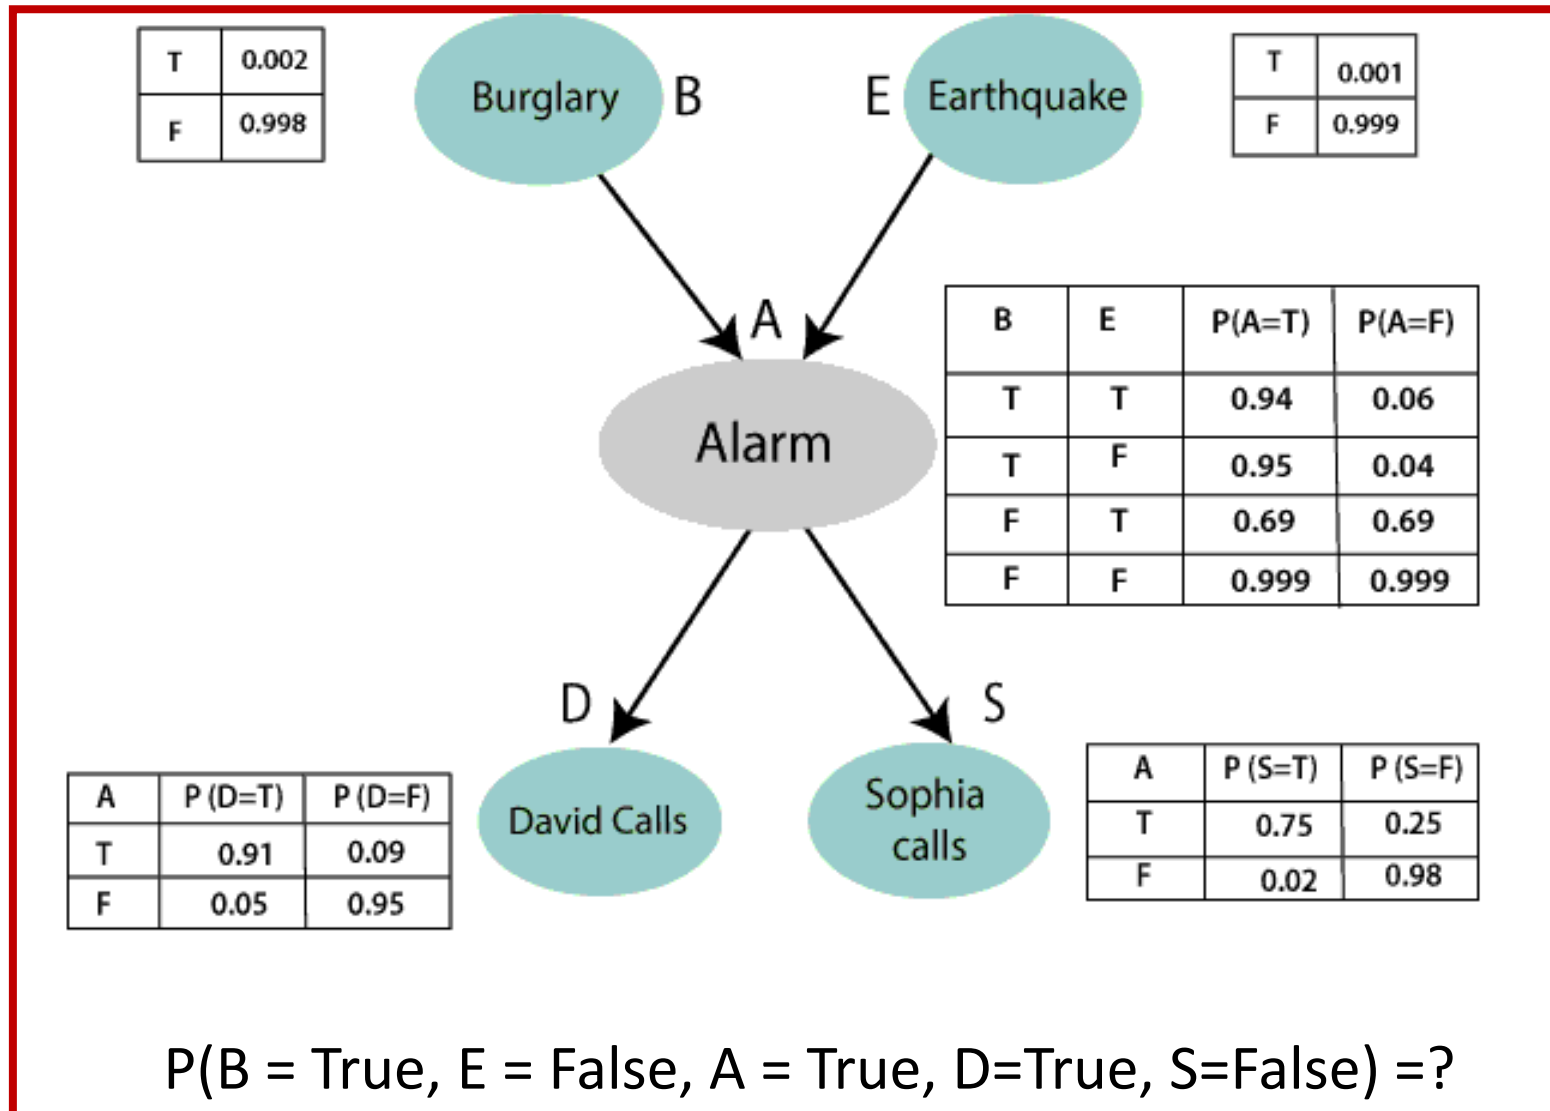 T 0.002
F 0.998
Burglary B
E Earthquake
T 0.001
F 0.999
A
Alarm
B E P(A=T) P(A=F)
T T 0.94 0.06
T F 0.95 0.04
F T 0.69 0.69
F F 0.999 0.999
D
S
A P (D=T) P (D=F)
T 0.91 0.09
F 0.05 0.95
David Calls
Sophia
calls
A P (S=T) P (S=F)
T 0.75 0.25
F 0.02 0.98
P(B = True, E = False, A = True, D=True, S=False) =?